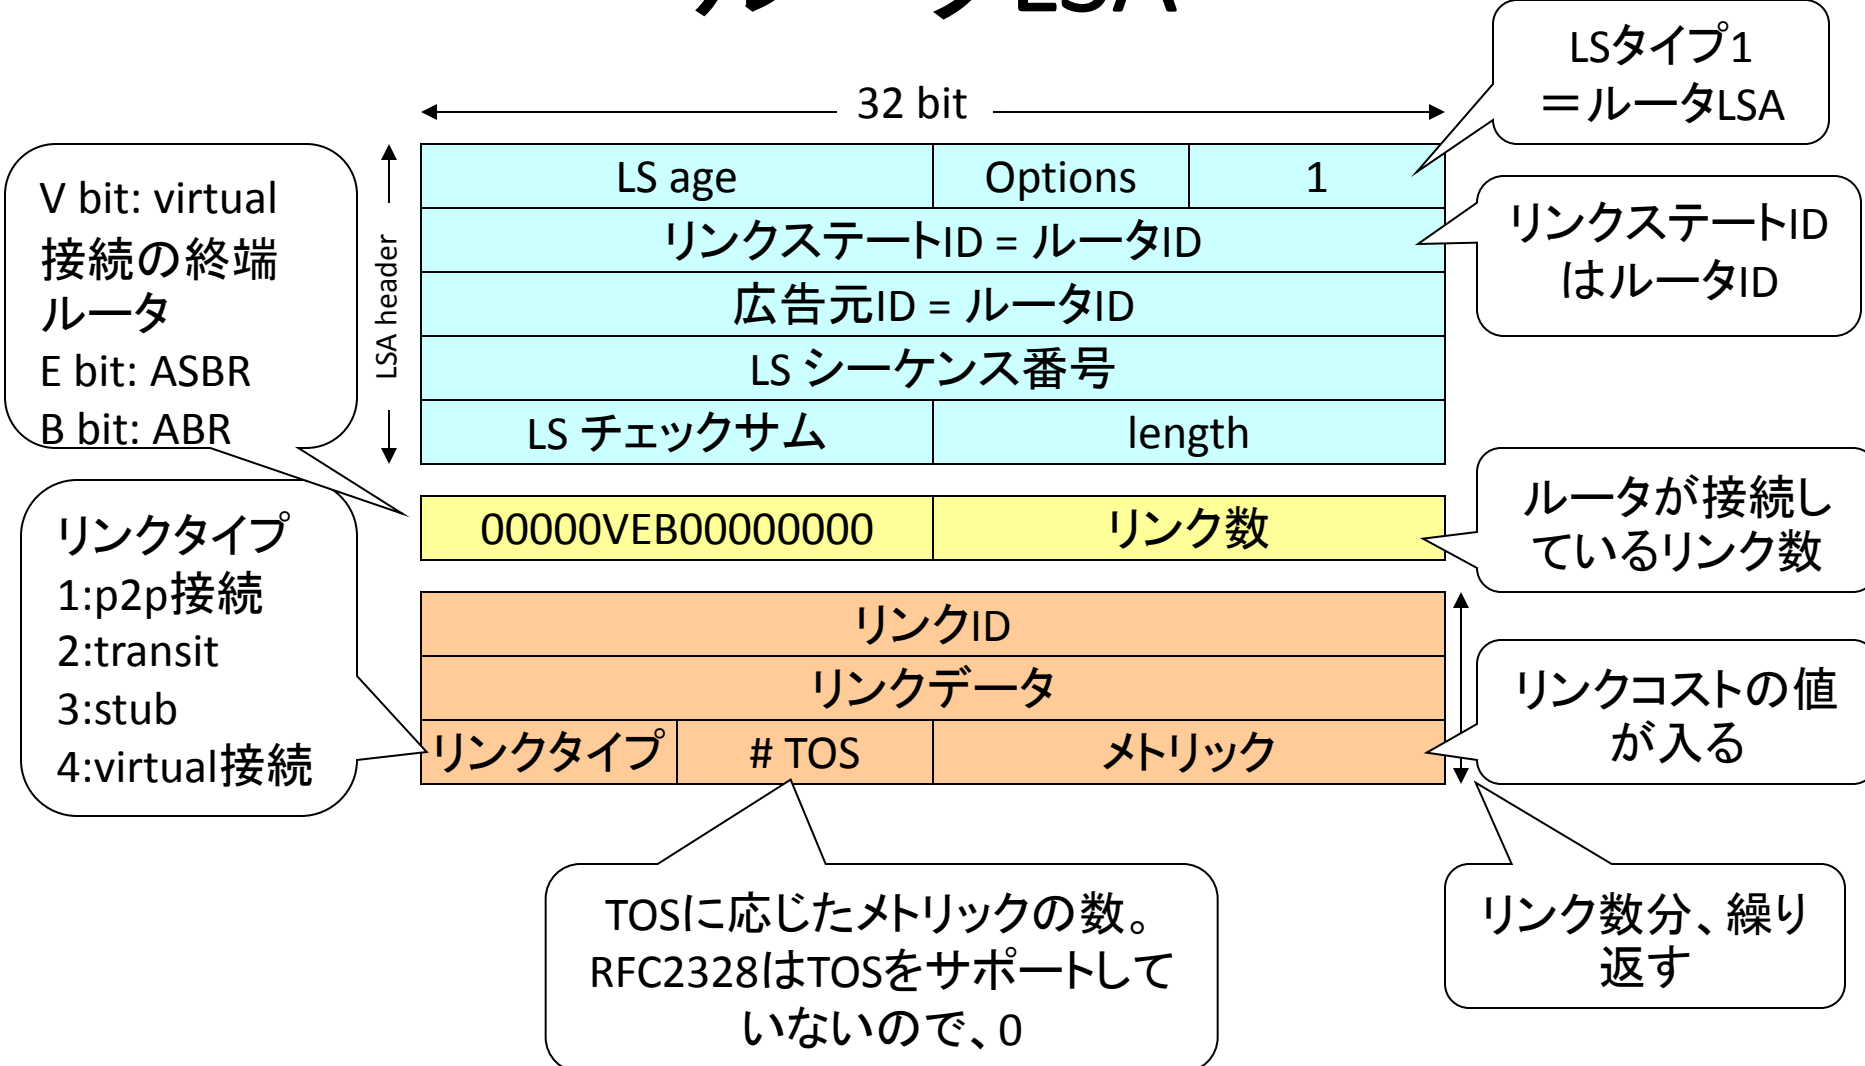 ルータLSA
LSタイプ1
＝ルータLSA
32 bit
V bit: virtual
接続の終端
ルータ
E bit: ASBR
B bit: ABR
LSA header
LS age
Options
1
リンクステートID = ルータID
広告元ID = ルータID
LS シーケンス番号
LS チェックサム
length
リンクステートID
はルータID
00000VEB00000000
リンク数
ルータが接続し
ているリンク数
リンクタイプ
1:p2p接続
2:transit
3:stub
4:virtual接続
リンクID
リンクデータ
リンクタイプ
# TOS
メトリック
リンクコストの値
が入る
TOSに応じたメトリックの数。
RFC2328はTOSをサポートして
いないので、0
リンク数分、繰り
返す